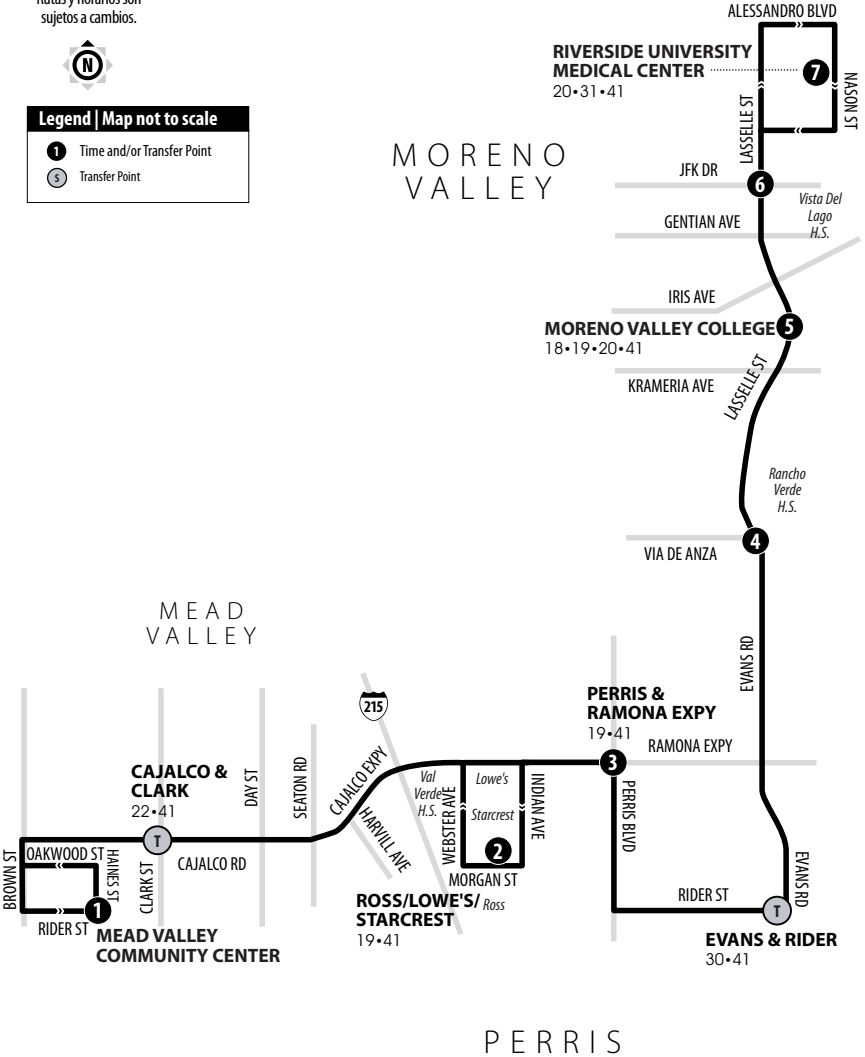 Rutas y horarios son
sujetos a cambios.
N
Legend | Map not to scale
1 Time and/or Transfer Point
S Transfer Point
ALESSANDRO BLVD
RIVERSIDE UNIVERSITY
MEDICAL CENTER
20•31•41
7
NASON ST
LASSELLE ST
MORENO
VALLEY
JFK DR
6
Vista Del
Lago
H.S.
GENTIAN AVE
IRIS AVE
MORENO VALLEY COLLEGE
18•19•20•41
5
KRAMERIA AVE
LASSELLE ST
Rancho
Verde
H.S.
4
VIA DE ANZA
MEAD
VALLEY
EVANS RD
215
PERRIS &
RAMONA EXPY
19•41
3
RAMONA EXPY
CAJALCO &
CLARK
22•41
T
DAY ST
SEATON RD
CAJALCO EXPY
HARVILL AVE
Val
Verde
H.S.
WEBSTER AVE
Lowe's
Starcrest
INDIAN AVE
2
MORGAN ST
PERRIS BLVD
BROWN ST
OAKWOOD ST
HAINES ST
CLARK ST
CAJALCO RD
RIDER ST
1
MEAD VALLEY
COMMUNITY CENTER
ROSS/LOWE'S/
STARCREST
19•41
Ross
RIDER ST
EVANS RD
T
EVANS & RIDER
30•41
PERRIS